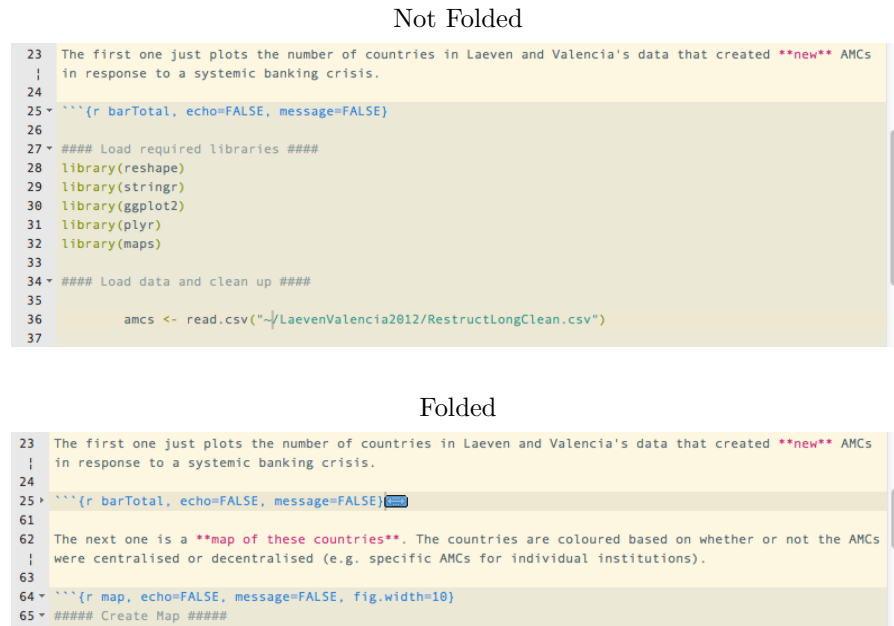 Not Folded
23 The first one just plots the number of countries in Laeven and Valencia's data that created **new** AMCs
¦ in response to a systemic banking crisis.
24
25 ```{r barTotal, echo=FALSE, message=FALSE}
26
27 #### Load required libraries ####
28 library(reshape)
29 library(stringr)
30 library(ggplot2)
31 library(plyr)
32 library(maps)
33
34 #### Load data and clean up ####
35
36 amcs <- read.csv("~/LaevenValencia2012/RestructLongClean.csv")
37
Folded
23 The first one just plots the number of countries in Laeven and Valencia's data that created **new** AMCs
¦ in response to a systemic banking crisis.
24
25 ```{r barTotal, echo=FALSE, message=FALSE}
61
62 The next one is a **map of these countries**. The countries are coloured based on whether or not the AMCs
¦ were centralised or decentralised (e.g. specific AMCs for individual institutions).
63
64 ```{r map, echo=FALSE, message=FALSE, fig.width=10}
65 ##### Create Map #####